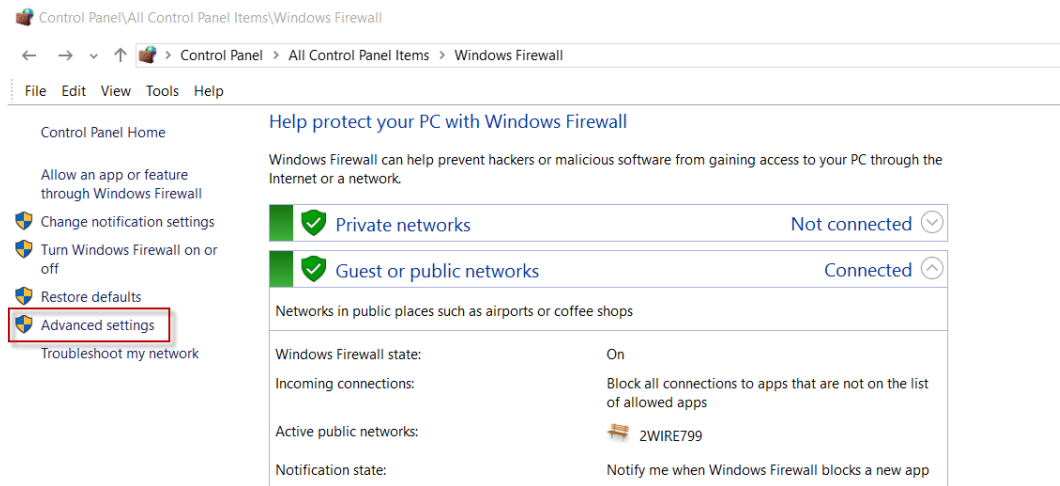 Control Panel\All Control Panel Items\Windows Firewall
Control Panel > All Control Panel Items > Windows Firewall
File Edit View Tools Help
Control Panel Home
Allow an app or feature
through Windows Firewall
Change notification settings
Turn Windows Firewall on or
off
Restore defaults
Advanced settings
Troubleshoot my network
Help protect your PC with Windows Firewall
Windows Firewall can help prevent hackers or malicious software from gaining access to your PC through the
Internet or a network.
Private networks Not connected
Guest or public networks Connected
Networks in public places such as airports or coffee shops
Windows Firewall state: On
Incoming connections: Block all connections to apps that are not on the list
of allowed apps
Active public networks: 2WIRE799
Notification state: Notify me when Windows Firewall blocks a new app